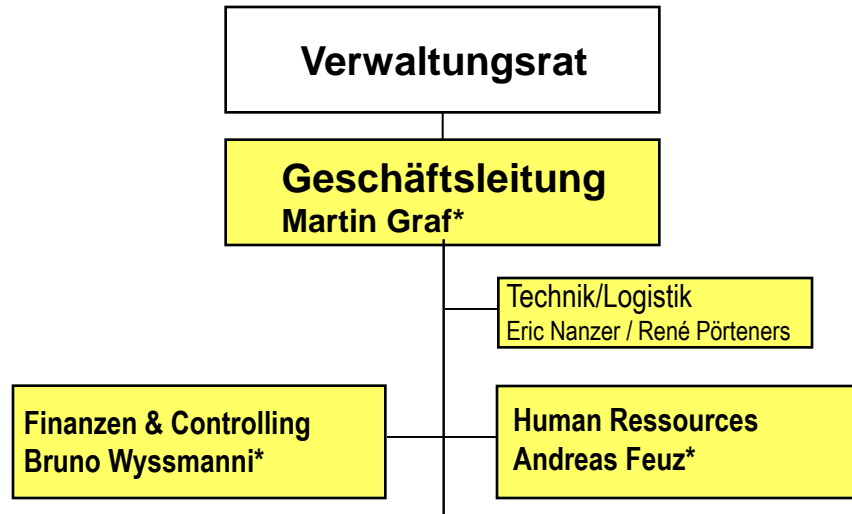 Verwaltungsrat
Geschäftsleitung
Martin Graf*
Technik/Logistik
Eric Nanzer / René Pörteners
Finanzen & Controlling
Bruno Wyssmanni*
Human Ressources
Andreas Feuz*